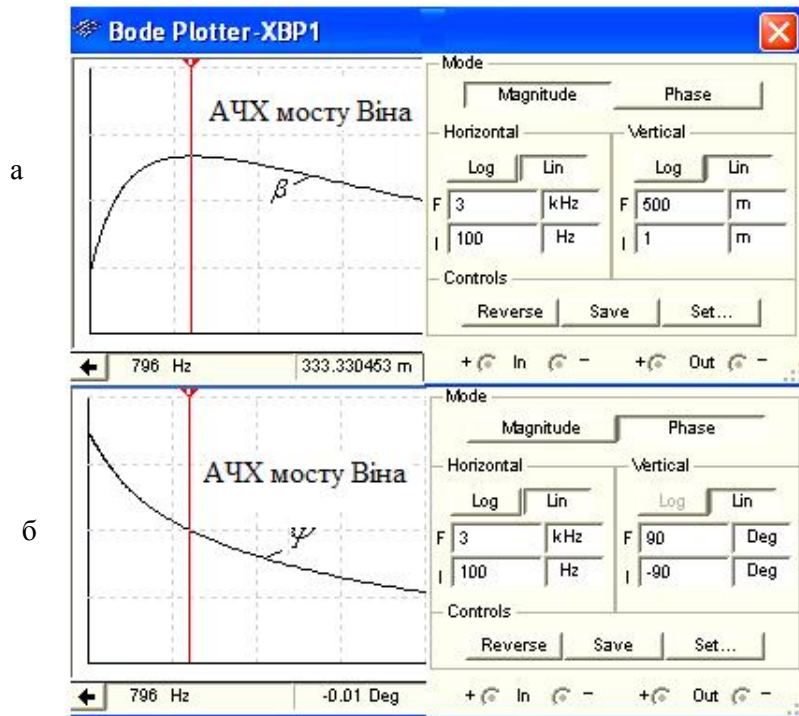 Bode Plotter-XBP1
а
АЧХ мосту Віна
β
796 Hz 333.330453 m
Mode
Magnitude Phase
Horizontal Vertical
Log Lin Log Lin
F 3 kHz F 500 m
I 100 Hz I 1 m
Controls
Reverse Save Set...
+ In - + Out -
б
АЧХ мосту Віна
Ψ
796 Hz -0.01 Deg
Mode
Magnitude Phase
Horizontal Vertical
Log Lin Log Lin
F 3 kHz F 90 Deg
I 100 Hz I -90 Deg
Controls
Reverse Save Set...
+ In - + Out -